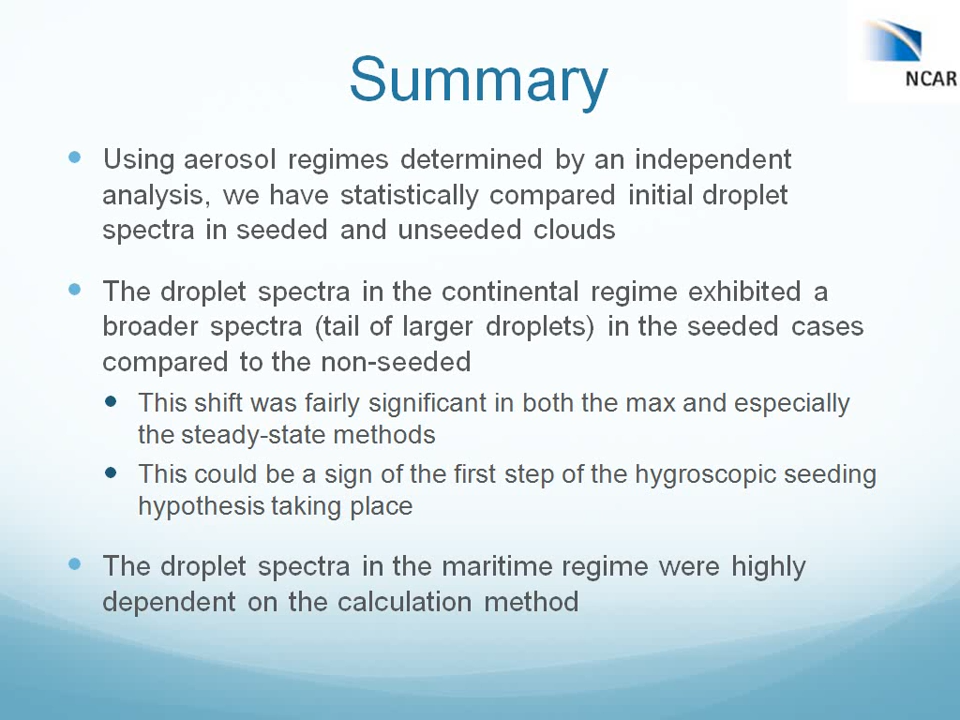 NCAR
Summary
Using aerosol regimes determined by an independent
analysis, we have statistically compared initial droplet
spectra in seeded and unseeded clouds
The droplet spectra in the continental regime exhibited a
broader spectra (tail of larger droplets) in the seeded cases
compared to the non-seeded
This shift was fairly significant in both the max and especially
the steady-state methods
This could be a sign of the first step of the hygroscopic seeding
hypothesis taking place
The droplet spectra in the maritime regime were highly
dependent on the calculation method